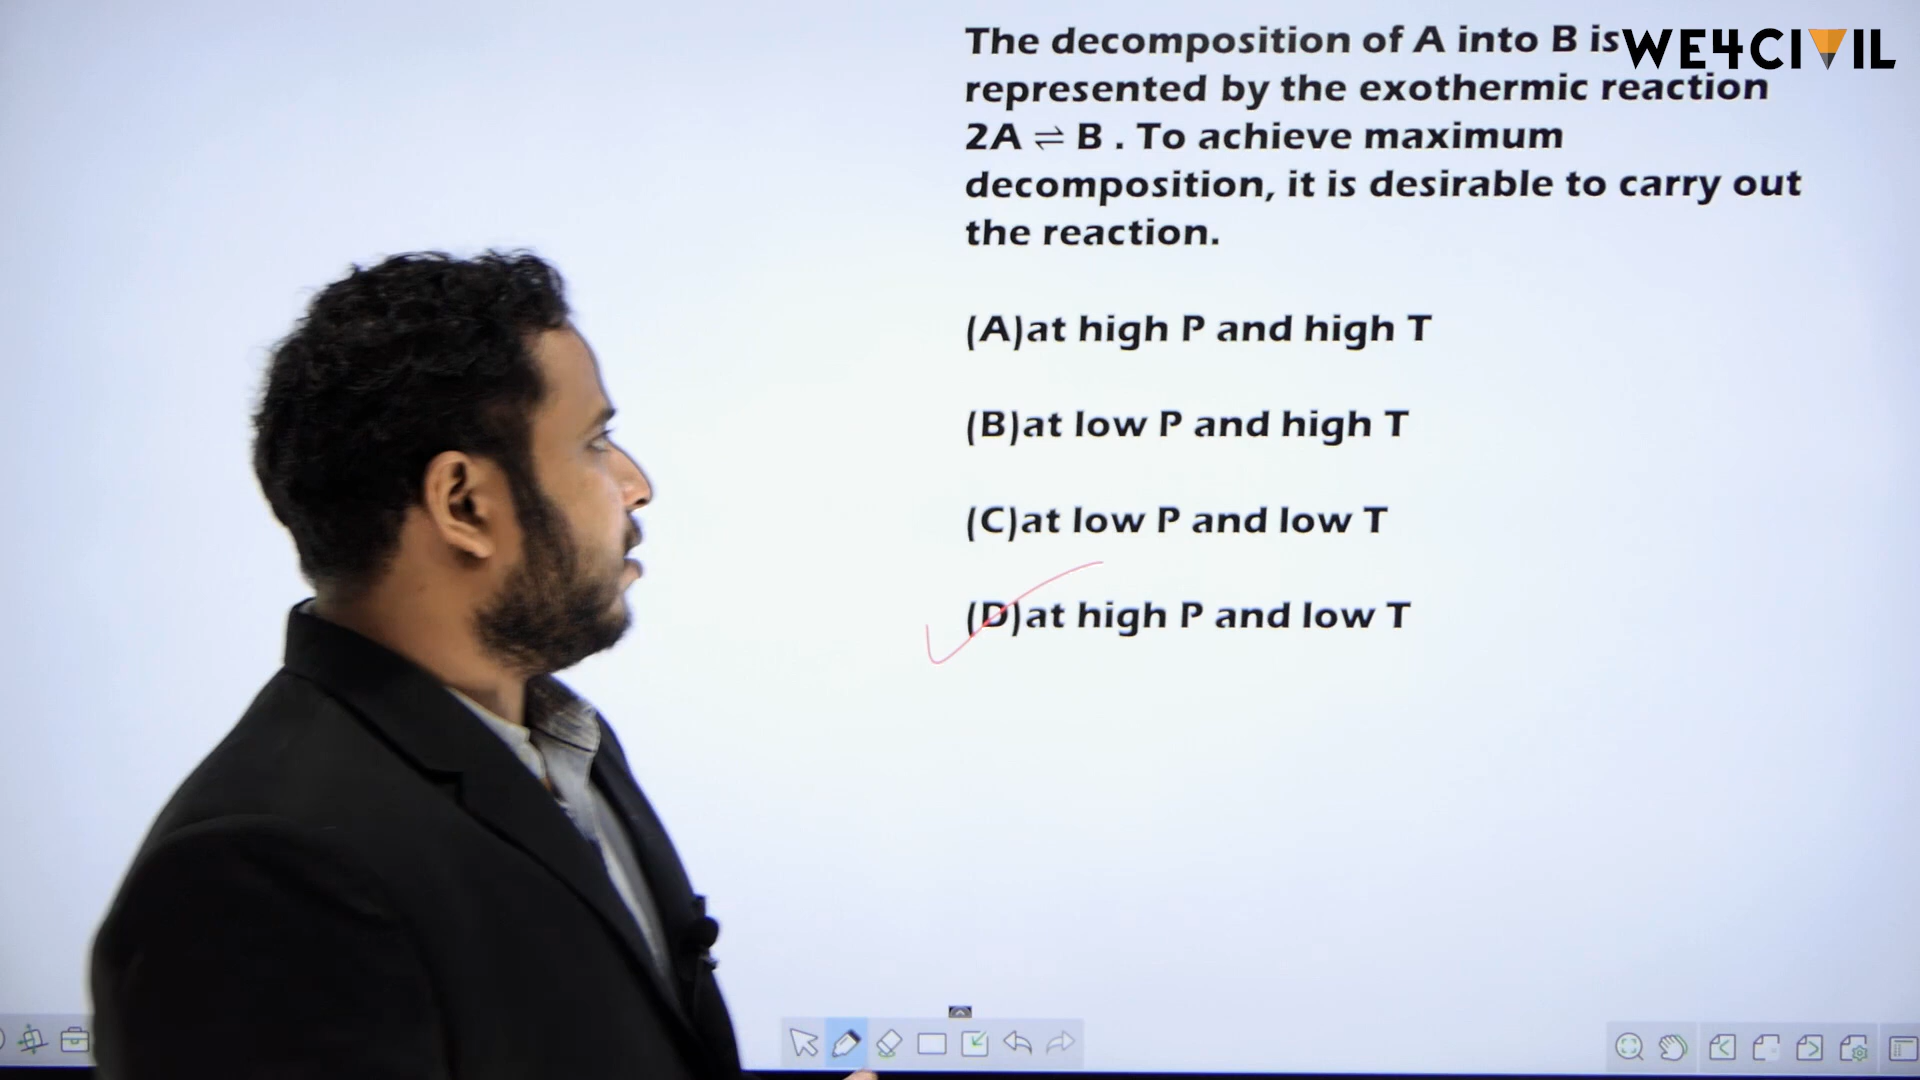 The decomposition of A into B is
WE4CIVIL
represented by the exothermic reaction
2A ⇌ B . To achieve maximum
decomposition, it is desirable to carry out
the reaction.
(A)at high P and high T
(B)at low P and high T
(C)at low P and low T
(D)at high P and low T